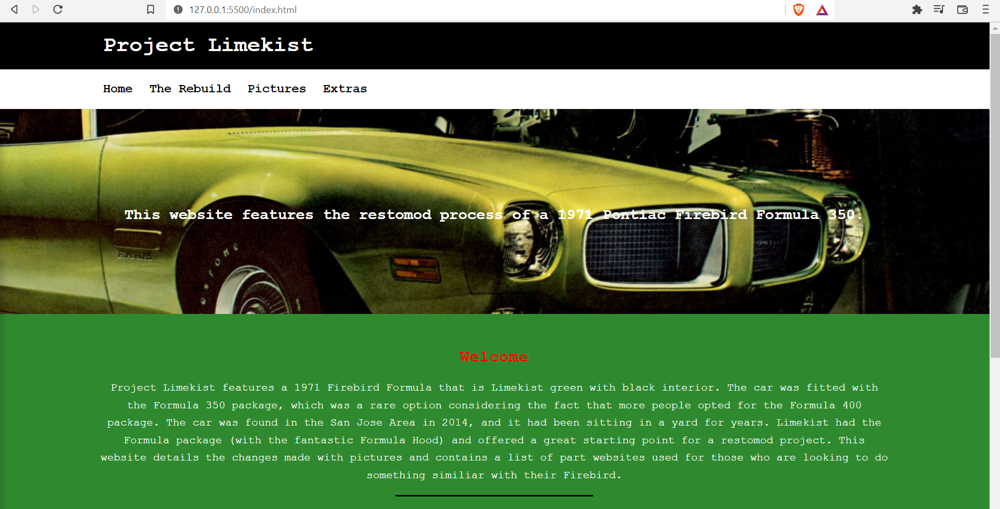 127.0.0.1:5500/index.html
Project Limekist
Home The Rebuild Pictures Extras
This website features the restomod process of a 1971 Pontiac Firebird Formula 350.
Firebird
Welcome
Project Limekist features a 1971 Firebird Formula that is Limekist green with black interior. The car was fitted with
the Formula 350 package, which was a rare option considering the fact that more people opted for the Formula 400
package. The car was found in the San Jose Area in 2014, and it had been sitting in a yard for years. Limekist had the
Formula package (with the fantastic Formula Hood) and offered a great starting point for a restomod project. This
website details the changes made with pictures and contains a list of part websites used for those who are looking to do
something similiar with their Firebird.